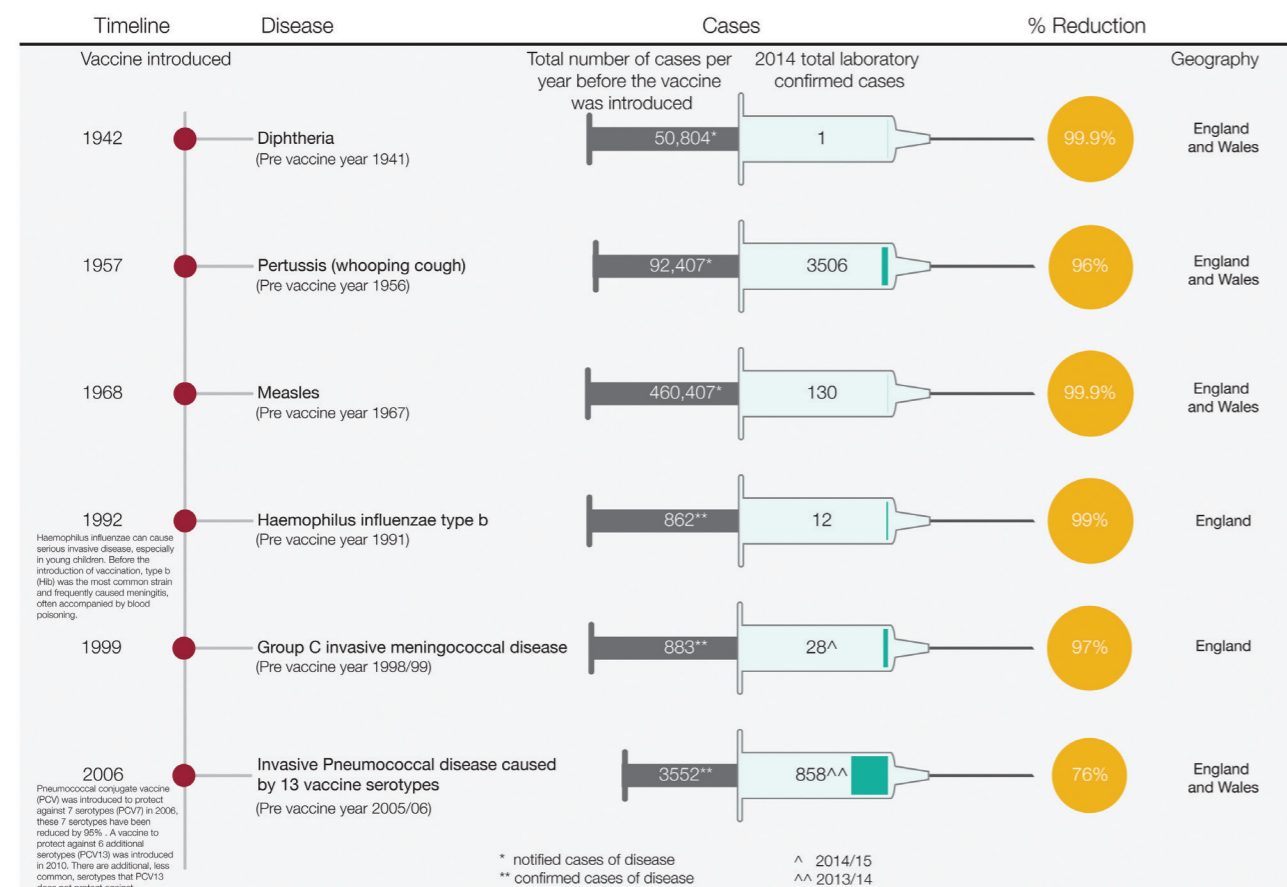 Timeline Disease Cases % Reduction
Vaccine introduced Total number of cases per year before the vaccine was introduced 2014 total laboratory confirmed cases Geography
1942 Diphtheria 50,804* 1 99.9% England and Wales
(Pre vaccine year 1941)
1957 Pertussis (whooping cough) 92,407* 3506 96% England and Wales
(Pre vaccine year 1956)
1968 Measles 460,407* 130 99.9% England and Wales
(Pre vaccine year 1967)
1992 Haemophilus influenzae type b 862** 12 99% England
(Pre vaccine year 1991)
Haemophilus influenzae can cause
serious invasive disease, especially
in young children. Before the
introduction of vaccination, type b
(Hib) was the most common strain
and frequently caused meningitis,
often accompanied by blood
poisoning.
1999 Group C invasive meningococcal disease 883** 28^ 97% England
(Pre vaccine year 1998/99)
2006 Invasive Pneumococcal disease caused by 13 vaccine serotypes 3552** 858^^ 76% England and Wales
(Pre vaccine year 2005/06)
Pneumococcal conjugate vaccine
(PCV) was introduced to protect
against 7 serotypes (PCV7) in 2006,
these 7 serotypes have been
reduced by 95% . A vaccine to
protect against 6 additional
serotypes (PCV13) was introduced
in 2010. There are additional, less
common, serotypes that PCV13
does not protect against
* notified cases of disease ^ 2014/15
** confirmed cases of disease ^^ 2013/14